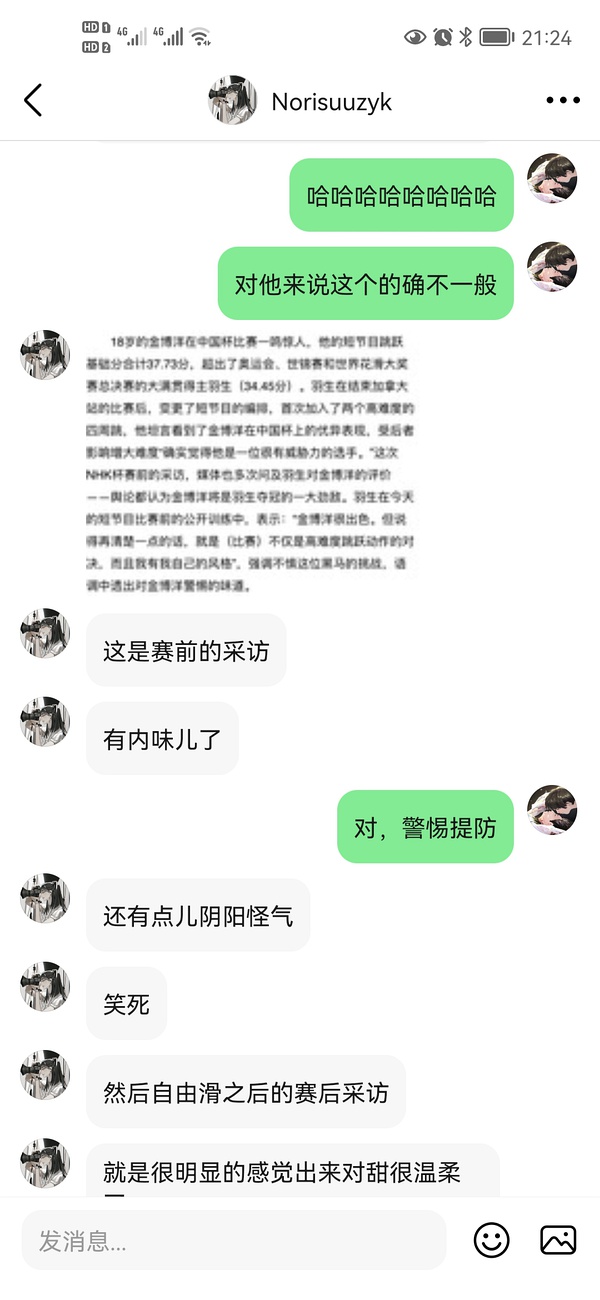 HD 1
HD 2
4G
4G
21:24
Norisuuzyk
哈哈哈哈哈哈哈哈
对他来说这个的确不一般
18岁的金博洋在中国杯比赛一鸣惊人。他的短节目跳跃
基础分合计37.73分，超出了奥运会、世锦赛和世界花滑大奖
赛总决赛的大满贯得主羽生（34.45分）。羽生在结束加拿大
站的比赛后，变更了短节目的编排，首次加入了两个高难度的
四周跳。他坦言看到了金博洋在中国杯上的优异表现，受后者
影响增大难度"确实觉得他是一位很有威胁力的选手。"这次
NHK杯赛前的采访，媒体也多次问及羽生对金博洋的评价
——舆论都认为金博洋将是羽生夺冠的一大劲敌。羽生在今天
的短节目比赛前的公开训练中，表示："金博洋很出色。但说
得再清楚一点的话，就是（比赛）不仅是高难度跳跃动作的对
决，而且我有我自己的风格"，强调不惧这位黑马的挑战，语
调中透出对金博洋警惕的味道。
这是赛前的采访
有内味儿了
对，警惕提防
还有点儿阴阳怪气
笑死
然后自由滑之后的赛后采访
就是很明显的感觉出来对甜很温柔
发消息...